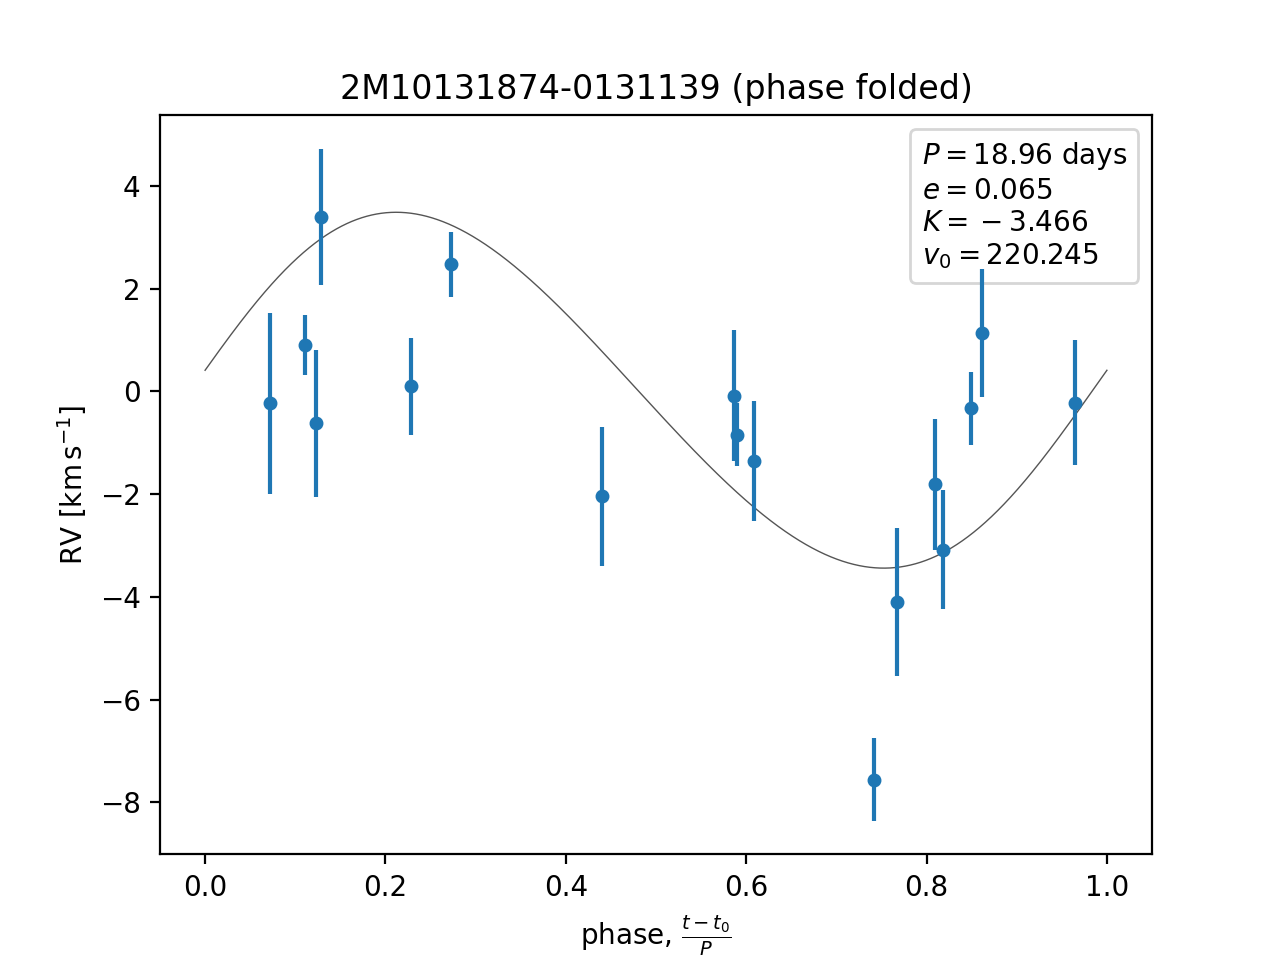 2M10131874-0131139 (phase folded)
P = 18.96 days
e = 0.065
K = −3.466
v₀ = 220.245
RV [km s⁻¹]
4
2
0
−2
−4
−6
−8
0.0 0.2 0.4 0.6 0.8 1.0
phase, (t − t₀)/P